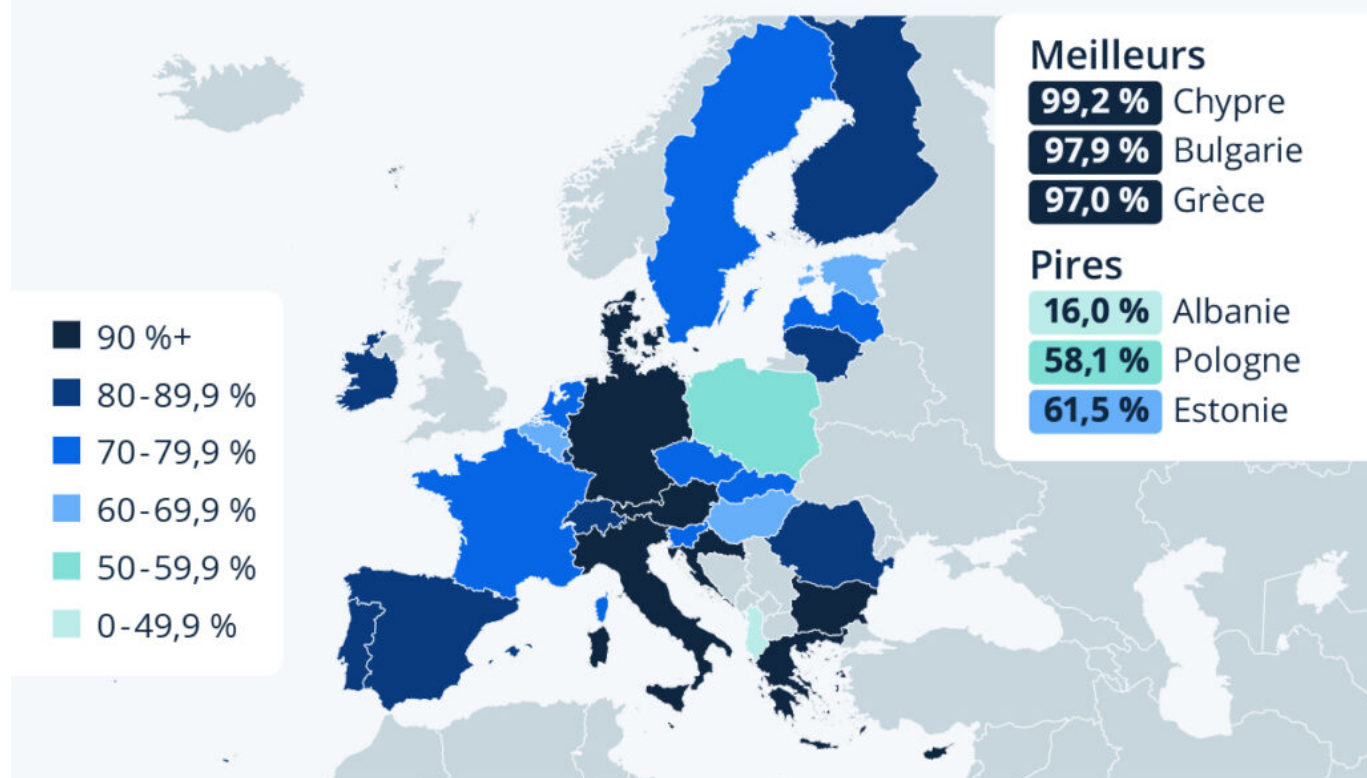 Meilleurs
99,2 % Chypre
97,9 % Bulgarie
97,0 % Grèce
Pires
16,0 % Albanie
58,1 % Pologne
61,5 % Estonie
90 %+
80-89,9 %
70-79,9 %
60-69,9 %
50-59,9 %
0-49,9 %